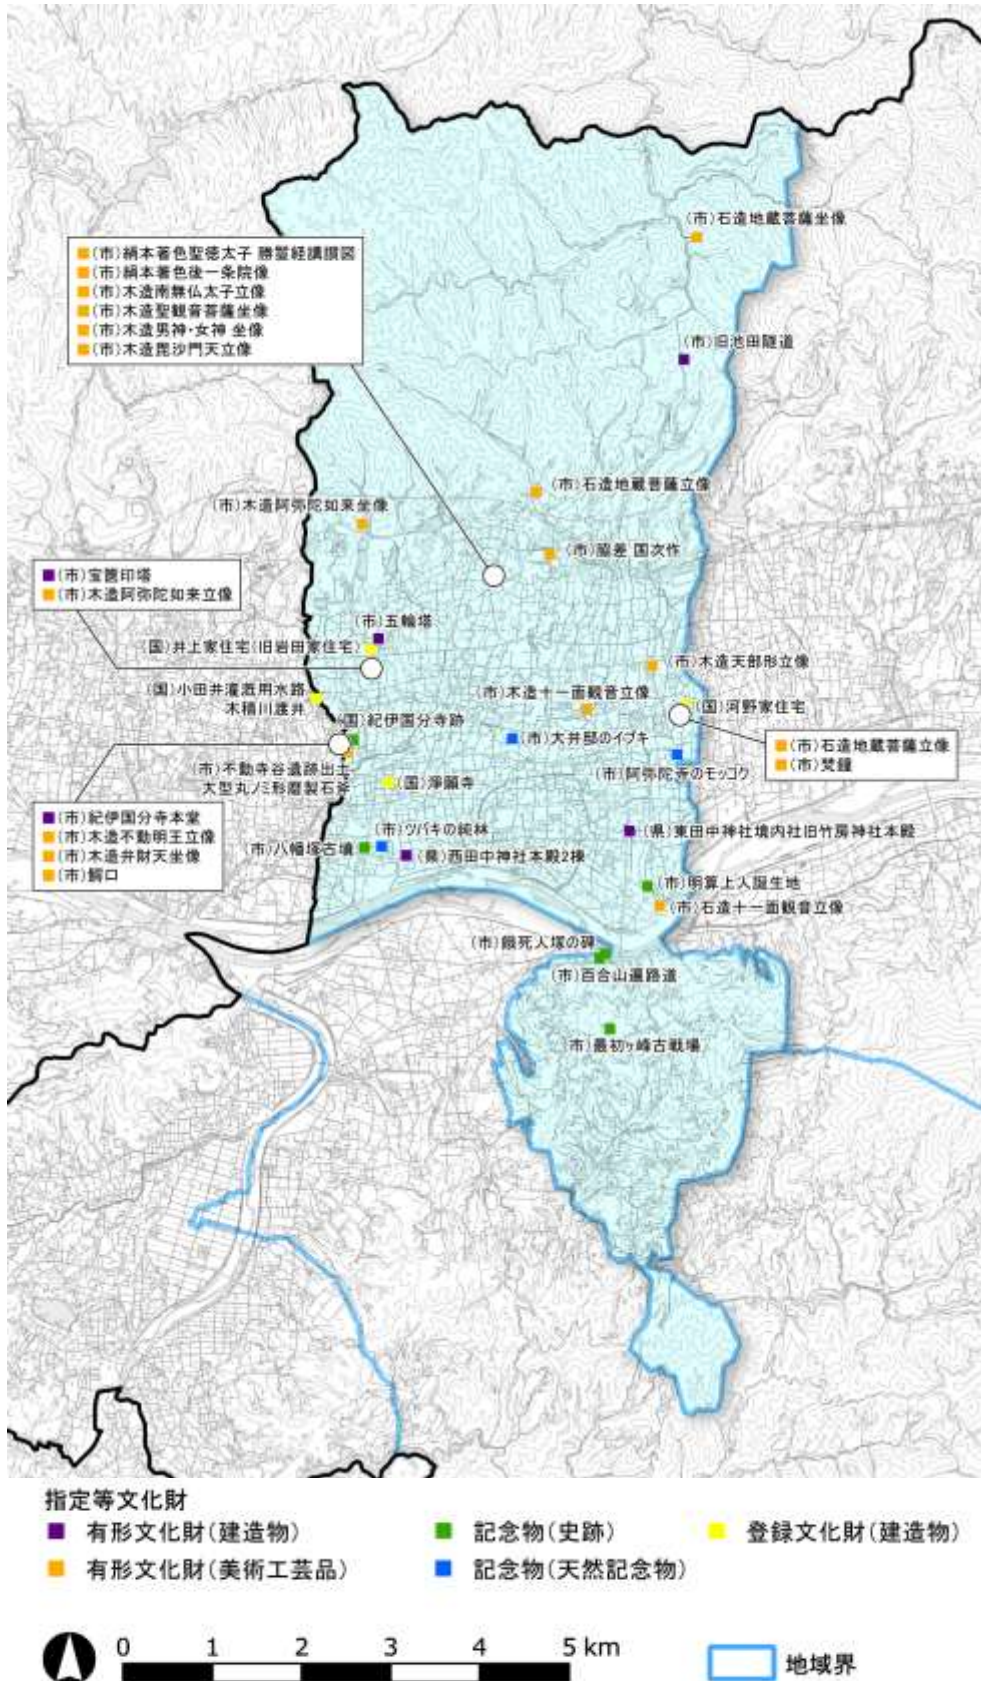 (市)石造地蔵菩薩坐像
(市)絹本著色聖徳太子 勝鬘経講讃図
(市)絹本著色後一条院像
(市)木造南無仏太子立像
(市)木造聖観音菩薩坐像
(市)木造男神・女神 坐像
(市)木造毘沙門天立像
(市)旧池田隧道
(市)石造地蔵菩薩立像
(市)木造阿弥陀如来坐像
(市)脇差 国次作
(市)宝篋印塔
(市)木造阿弥陀如来立像
(市)五輪塔
(国)井上家住宅(旧岩田家住宅)
(市)木造天部形立像
(国)小田井灌漑用水路
木積川渡井
(市)木造十一面観音立像
(国)河野家住宅
(国)紀伊国分寺跡
(市)大井部のイブキ
(市)石造地蔵菩薩立像
(市)梵鐘
(市)不動寺谷遺跡出土
大型丸ノミ形磨製石斧
(市)阿弥陀寺のモッコク
(国)浄願寺
(市)紀伊国分寺本堂
(市)木造不動明王立像
(市)木造弁財天坐像
(市)鰐口
(市)ツバキの純林
(市)八幡塚古墳
(県)西田中神社本殿2棟
(県)東田中神社境内社旧竹房神社本殿
(市)明算上人誕生地
(市)石造十一面観音立像
(市)餓死人塚の碑
(市)百合山遍路道
市)最初ヶ峰古戦場
指定等文化財
有形文化財(建造物)
記念物(史跡)
登録文化財(建造物)
有形文化財(美術工芸品)
記念物(天然記念物)
0 1 2 3 4 5 km
地域界